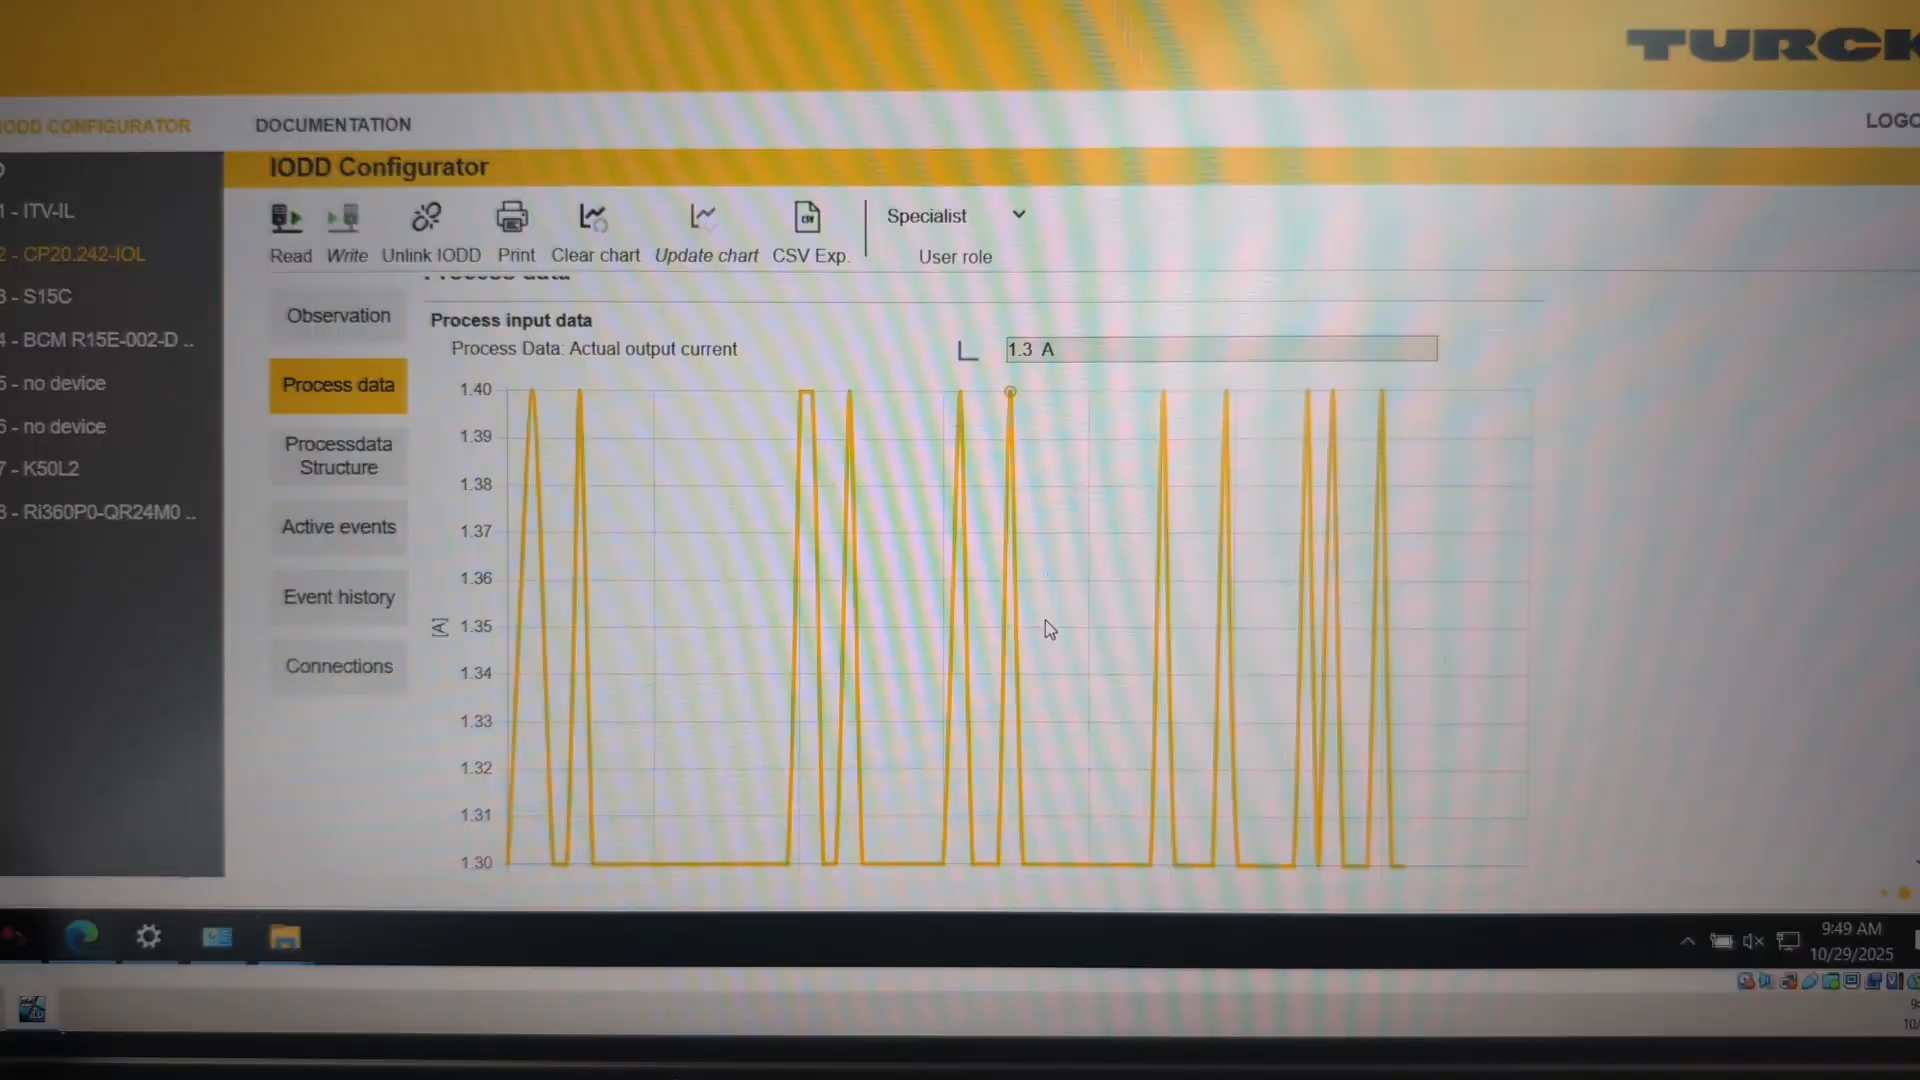 TURCK
IODD CONFIGURATOR
DOCUMENTATION
IODD Configurator
1 - ITV-IL
2 - CP20.242-IOL
3 - S15C
4 - BCM R15E-002-D ..
5 - no device
6 - no device
7 - K50L2
8 - Ri360P0-QR24M0 ..
Read
Write
Unlink IODD
Print
Clear chart
Update chart
CSV Exp.
Specialist
User role
Process data
Observation
Process data
Processdata
Structure
Active events
Event history
Connections
Process input data
Process Data: Actual output current
1.3 A
1.40
1.39
1.38
1.37
1.36
1.35
1.34
1.33
1.32
1.31
1.30
[A]
9:49 AM
10/29/2025